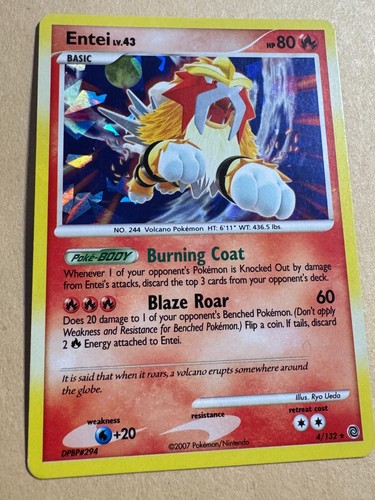 Entei LV.43 HP 80
BASIC
NO. 244 Volcano Pokémon HT: 6'11" WT: 436.5 lbs.
Poké-BODY Burning Coat
Whenever 1 of your opponent's Pokémon is Knocked Out by damage
from Entei's attacks, discard the top 3 cards from your opponent's deck.
Blaze Roar 60
Does 20 damage to 1 of your opponent's Benched Pokémon. (Don't apply
Weakness and Resistance for Benched Pokémon.) Flip a coin. If tails, discard
2 Energy attached to Entei.
It is said that when it roars, a volcano erupts somewhere around
the globe.
Illus. Ryo Ueda
weakness resistance retreat cost
+20
4/132 ★
DPBP#294 ©2007 Pokémon/Nintendo